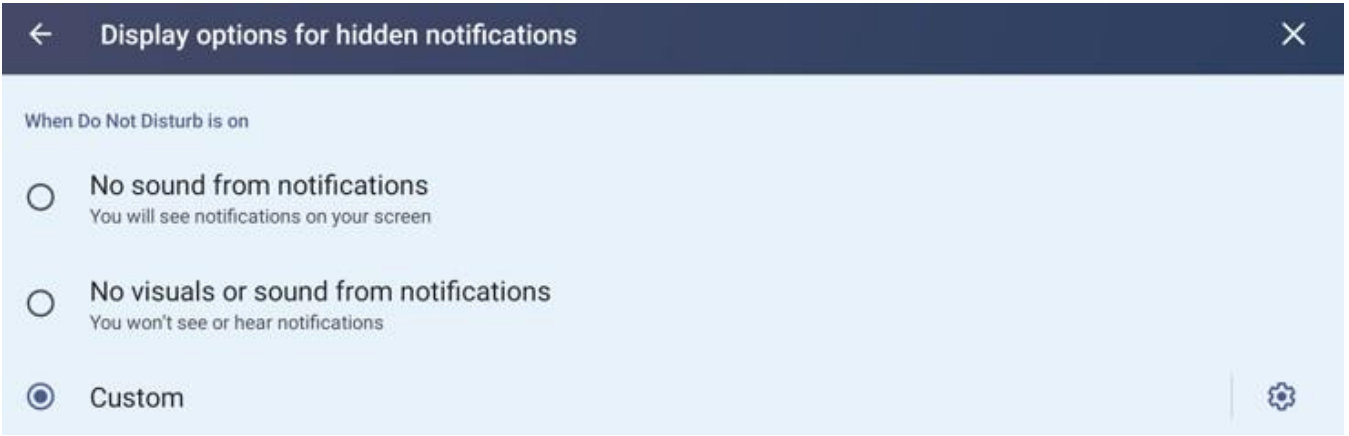 Display options for hidden notifications
When Do Not Disturb is on
No sound from notifications
You will see notifications on your screen
No visuals or sound from notifications
You won't see or hear notifications
Custom